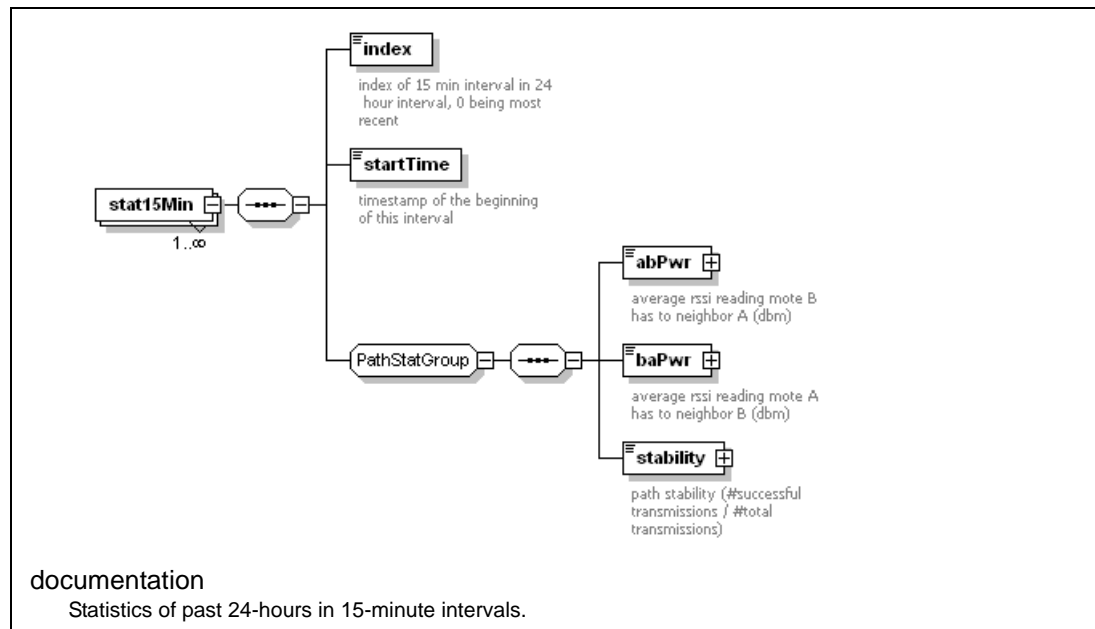 index
index of 15 min interval in 24
hour interval, 0 being most
recent
startTime
timestamp of the beginning
of this interval
stat15Min
1..∞
abPwr
average rssi reading mote B
has to neighbor A (dbm)
PathStatGroup
baPwr
average rssi reading mote A
has to neighbor B (dbm)
stability
path stability (#successful
transmissions / #total
transmissions)
documentation
Statistics of past 24-hours in 15-minute intervals.